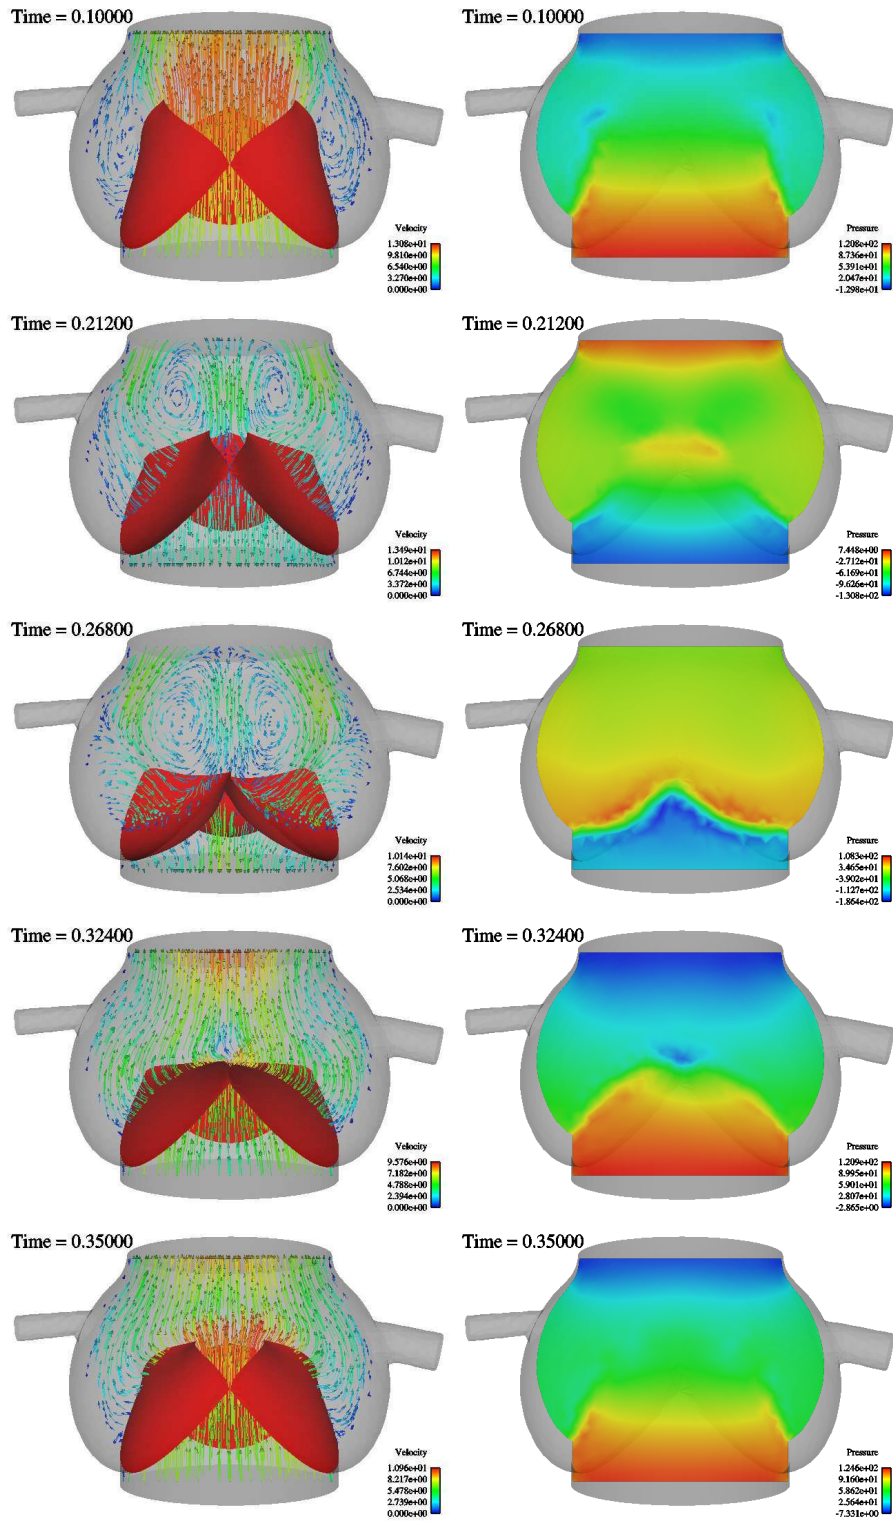 Time = 0.10000
Velocity
1.308e+01
9.810e+00
6.540e+00
3.270e+00
0.000e+00
Time = 0.10000
Pressure
1.208e+02
8.736e+01
5.391e+01
2.047e+01
-1.298e+01
Time = 0.21200
Velocity
1.349e+01
1.012e+01
6.744e+00
3.372e+00
0.000e+00
Time = 0.21200
Pressure
7.448e+00
-2.712e+01
-6.169e+01
-9.626e+01
-1.308e+02
Time = 0.26800
Velocity
1.014e+01
7.602e+00
5.068e+00
2.534e+00
0.000e+00
Time = 0.26800
Pressure
1.083e+02
3.465e+01
-3.902e+01
-1.127e+02
-1.864e+02
Time = 0.32400
Velocity
9.576e+00
7.182e+00
4.788e+00
2.394e+00
0.000e+00
Time = 0.32400
Pressure
1.209e+02
8.995e+01
5.901e+01
2.807e+01
-2.865e+00
Time = 0.35000
Velocity
1.096e+01
8.217e+00
5.478e+00
2.739e+00
0.000e+00
Time = 0.35000
Pressure
1.246e+02
9.160e+01
5.862e+01
2.564e+01
-7.331e+00